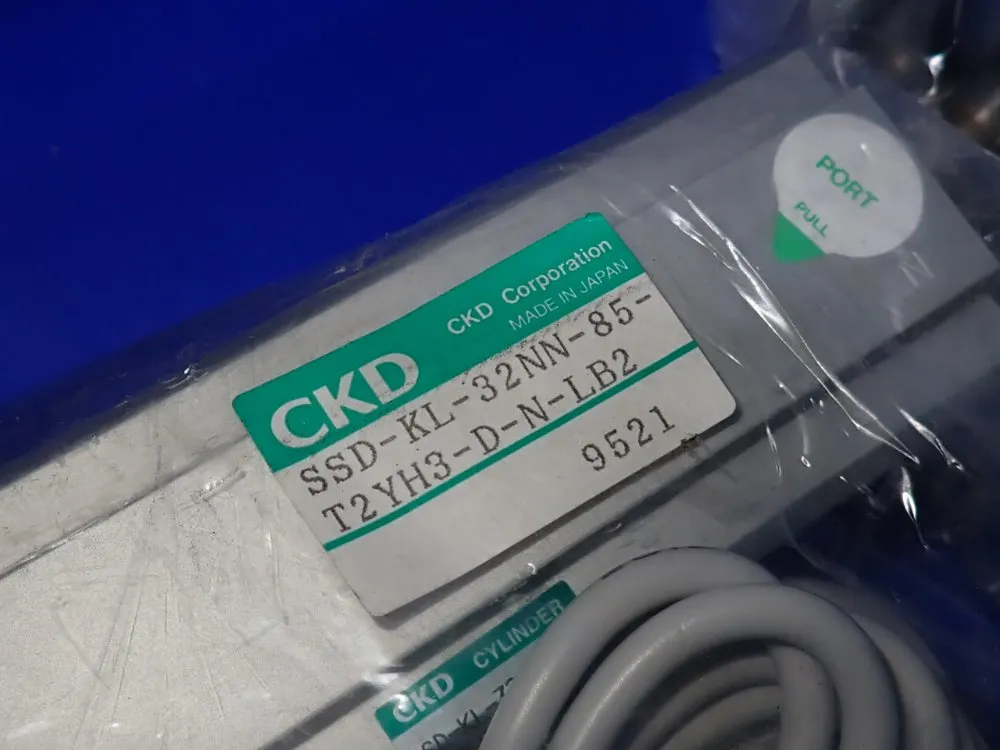 PORT
PULL
CKD CKD Corporation
MADE IN JAPAN
SSD-KL-32NN-85-
T2YH3-D-N-LB2
9521
CKD CYLINDER